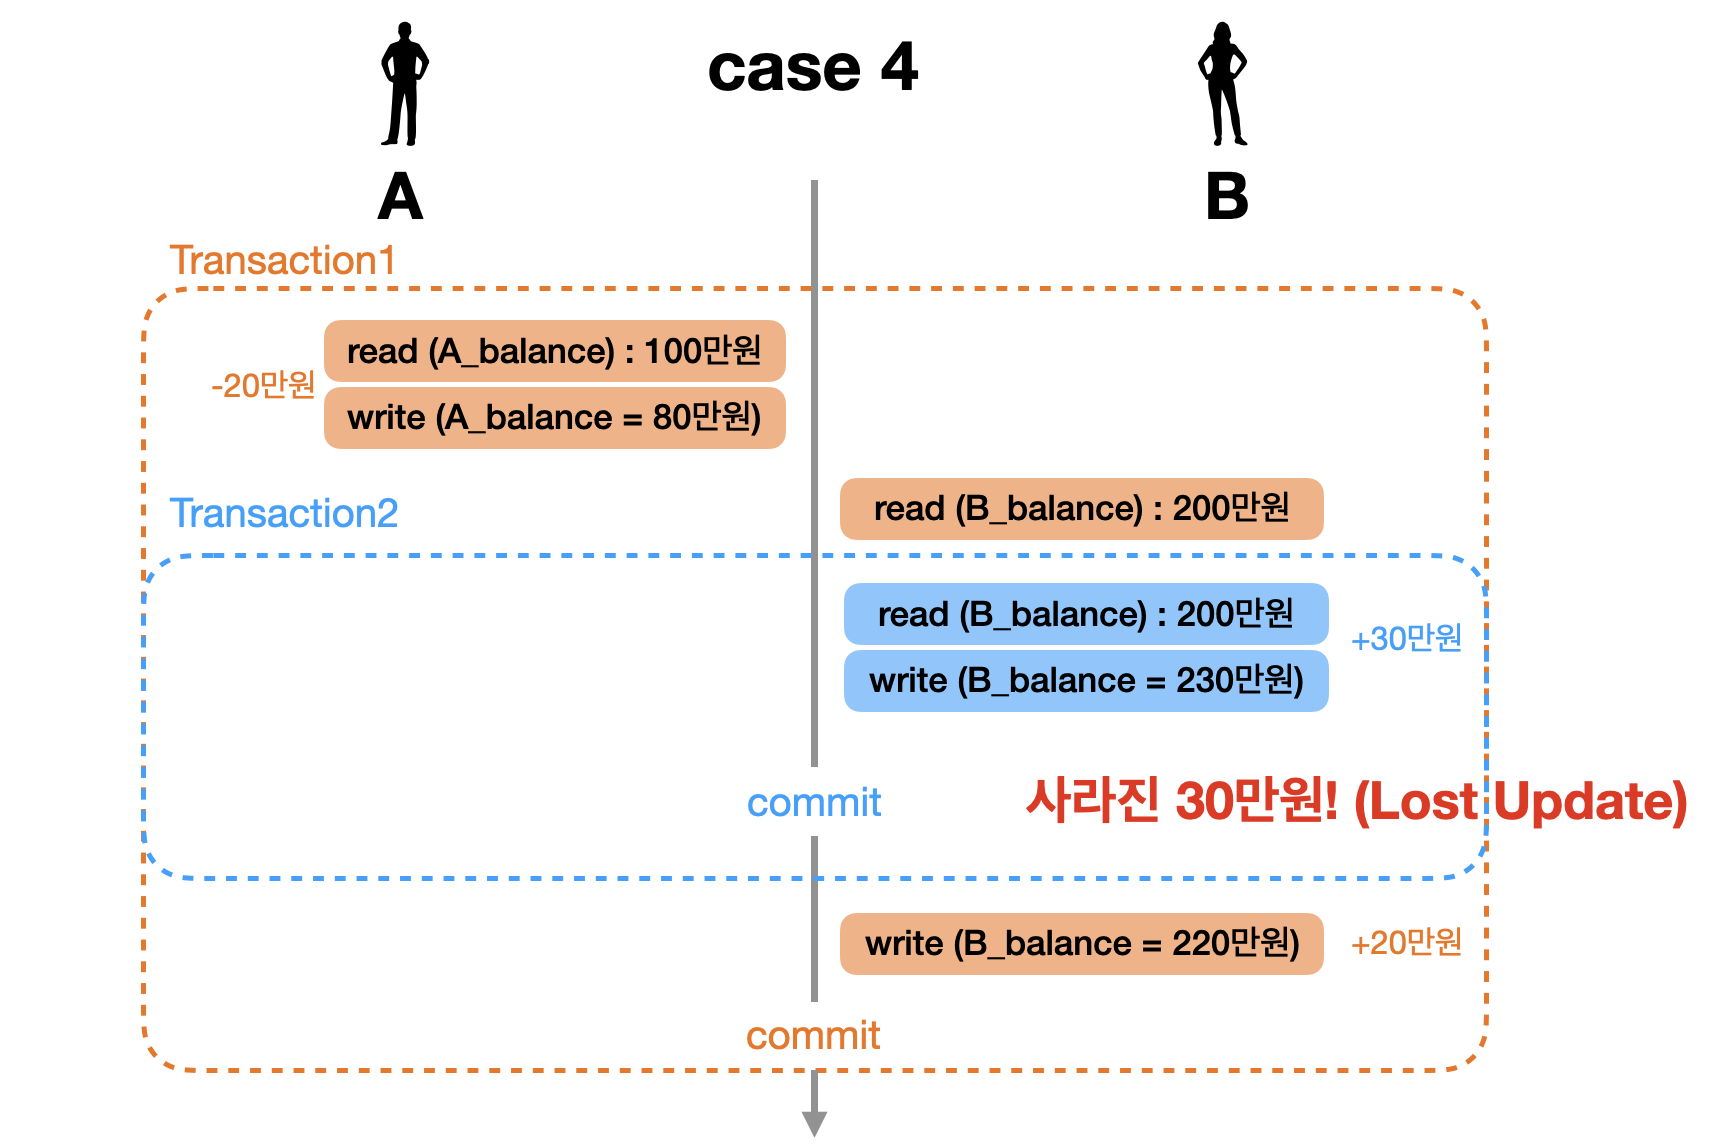 case 4
A
B
Transaction1
read (A_balance) : 100만원
-20만원
write (A_balance = 80만원)
read (B_balance) : 200만원
Transaction2
read (B_balance) : 200만원
+30만원
write (B_balance = 230만원)
commit
사라진 30만원! (Lost Update)
write (B_balance = 220만원)
+20만원
commit